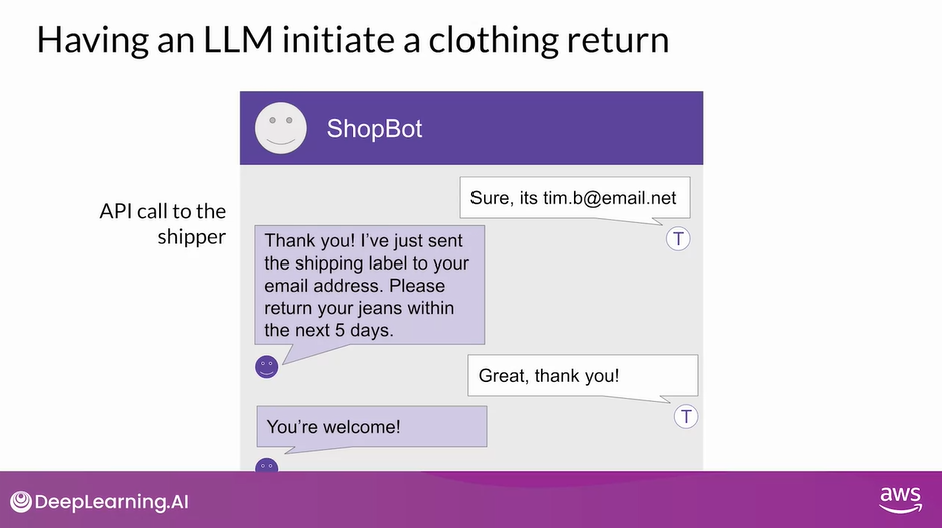 Having an LLM initiate a clothing return
ShopBot
Sure, its tim.b@email.net
T
API call to the
shipper
Thank you! I’ve just sent
the shipping label to your
email address. Please
return your jeans within
the next 5 days.
Great, thank you!
T
You’re welcome!
DeepLearning.AI
aws